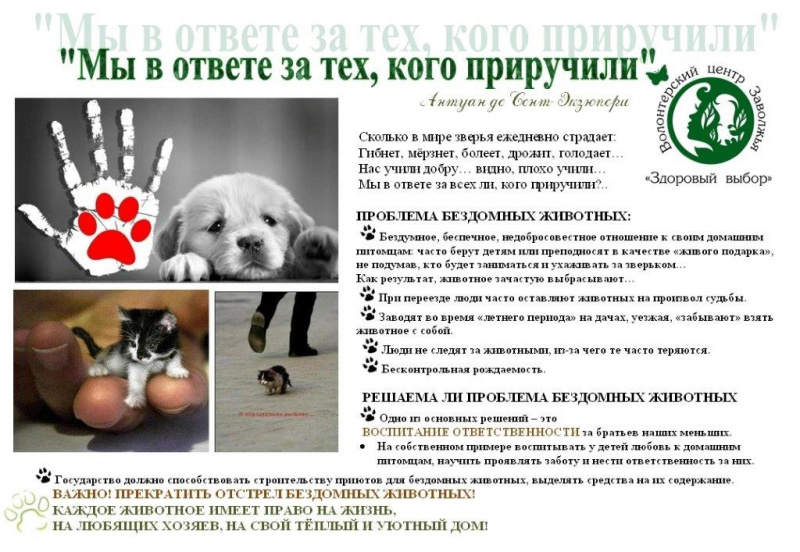 "Мы в ответе за тех, кого приручили"
"Мы в ответе за тех, кого приручили"
Антуан де Сент-Экзюпери
Волонтерский центр Заволжья
«Здоровый выбор»
Сколько в мире зверья ежедневно страдает:
Гибнет, мёрзнет, болеет, дрожит, голодает…
Нас учили добру… видно, плохо учили…
Мы в ответе за всех ли, кого приручили?..
ПРОБЛЕМА БЕЗДОМНЫХ ЖИВОТНЫХ:
Бездумное, беспечное, недобросовестное отношение к своим домашним
питомцам: часто берут детям или преподносят в качестве «живого подарка»,
не подумав, кто будет заниматься и ухаживать за зверьком…
Как результат, животное зачастую выбрасывают…
При переезде люди часто оставляют животных на произвол судьбы.
Заводят во время «летнего периода» на дачах, уезжая, «забывают» взять
животное с собой.
Люди не следят за животными, из-за чего те часто теряются.
Бесконтрольная рождаемость.
РЕШАЕМА ЛИ ПРОБЛЕМА БЕЗДОМНЫХ ЖИВОТНЫХ
Одно из основных решений – это
ВОСПИТАНИЕ ОТВЕТСТВЕННОСТИ за братьев наших меньших.
• На собственном примере воспитывать у детей любовь к домашним
питомцам, научить проявлять заботу и нести ответственность за них.
Государство должно способствовать строительству приютов для бездомных животных, выделять средства на их содержание.
ВАЖНО! ПРЕКРАТИТЬ ОТСТРЕЛ БЕЗДОМНЫХ ЖИВОТНЫХ!
КАЖДОЕ ЖИВОТНОЕ ИМЕЕТ ПРАВО НА ЖИЗНЬ,
НА ЛЮБЯЩИХ ХОЗЯЕВ, НА СВОЙ ТЁПЛЫЙ И УЮТНЫЙ ДОМ!